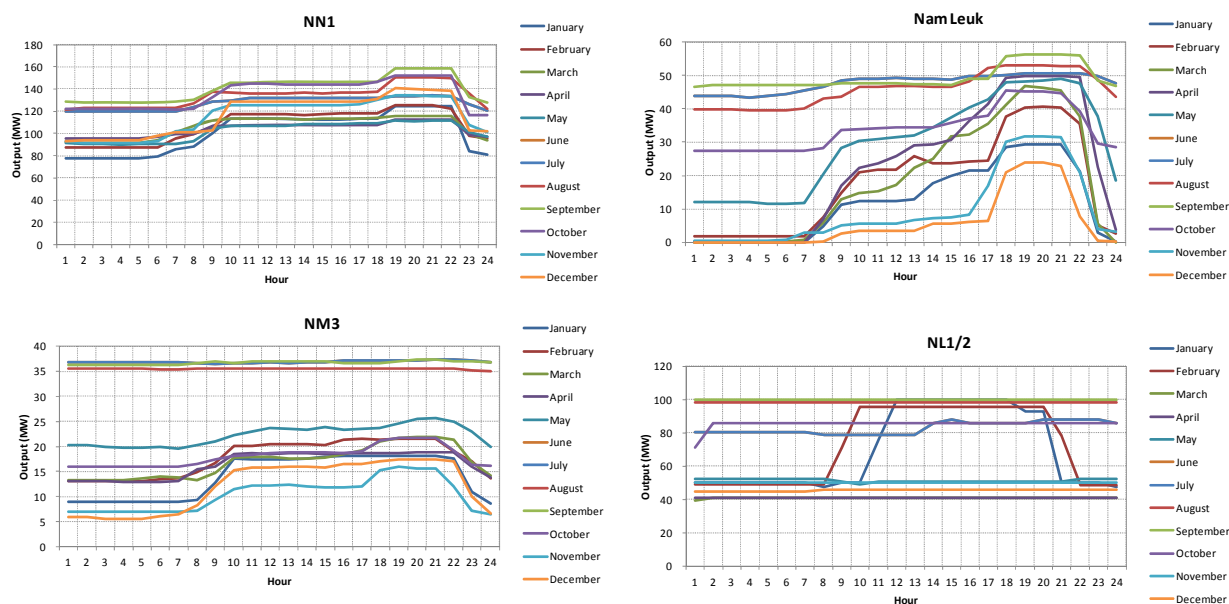 NN1
Output (MW)
180
160
140
120
100
80
60
40
20
0
1 2 3 4 5 6 7 8 9 10 11 12 13 14 15 16 17 18 19 20 21 22 23 24
Hour
January
February
March
April
May
June
July
August
September
October
November
December
Nam Leuk
Output (MW)
60
50
40
30
20
10
0
1 2 3 4 5 6 7 8 9 10 11 12 13 14 15 16 17 18 19 20 21 22 23 24
Hour
January
February
March
April
May
June
July
August
September
October
November
December
NM3
Output (MW)
40
35
30
25
20
15
10
5
0
1 2 3 4 5 6 7 8 9 10 11 12 13 14 15 16 17 18 19 20 21 22 23 24
Hour
January
February
March
April
May
June
July
August
September
October
November
December
NL1/2
Output (MW)
120
100
80
60
40
20
0
1 2 3 4 5 6 7 8 9 10 11 12 13 14 15 16 17 18 19 20 21 22 23 24
Hour
January
February
March
April
May
June
July
August
September
October
November
December